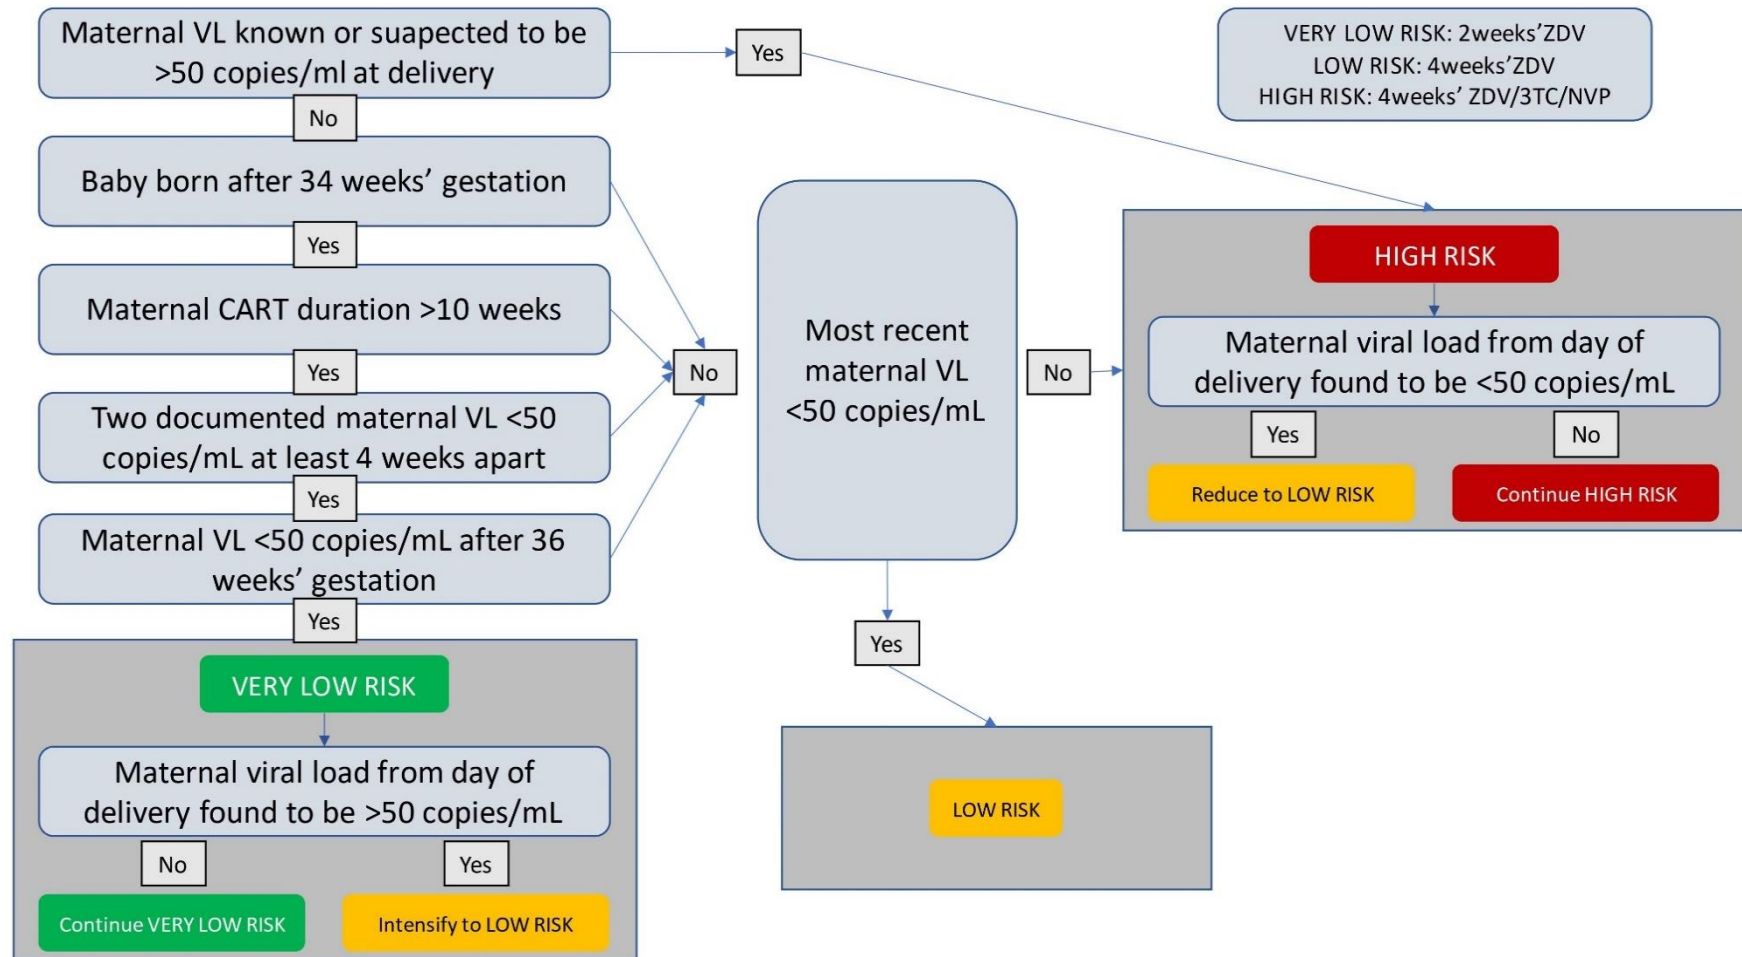 Maternal VL known or suapected to be
>50 copies/ml at delivery
Yes
VERY LOW RISK: 2weeks’ZDV
LOW RISK: 4weeks’ZDV
HIGH RISK: 4weeks’ ZDV/3TC/NVP
No
Baby born after 34 weeks’ gestation
Yes
Maternal CART duration >10 weeks
Yes
Two documented maternal VL <50
copies/mL at least 4 weeks apart
Yes
Maternal VL <50 copies/mL after 36
weeks’ gestation
Yes
No
Most recent
maternal VL
<50 copies/mL
No
HIGH RISK
Maternal viral load from day of
delivery found to be <50 copies/mL
Yes
No
Reduce to LOW RISK
Continue HIGH RISK
Yes
LOW RISK
VERY LOW RISK
Maternal viral load from day of
delivery found to be >50 copies/mL
No
Yes
Continue VERY LOW RISK
Intensify to LOW RISK